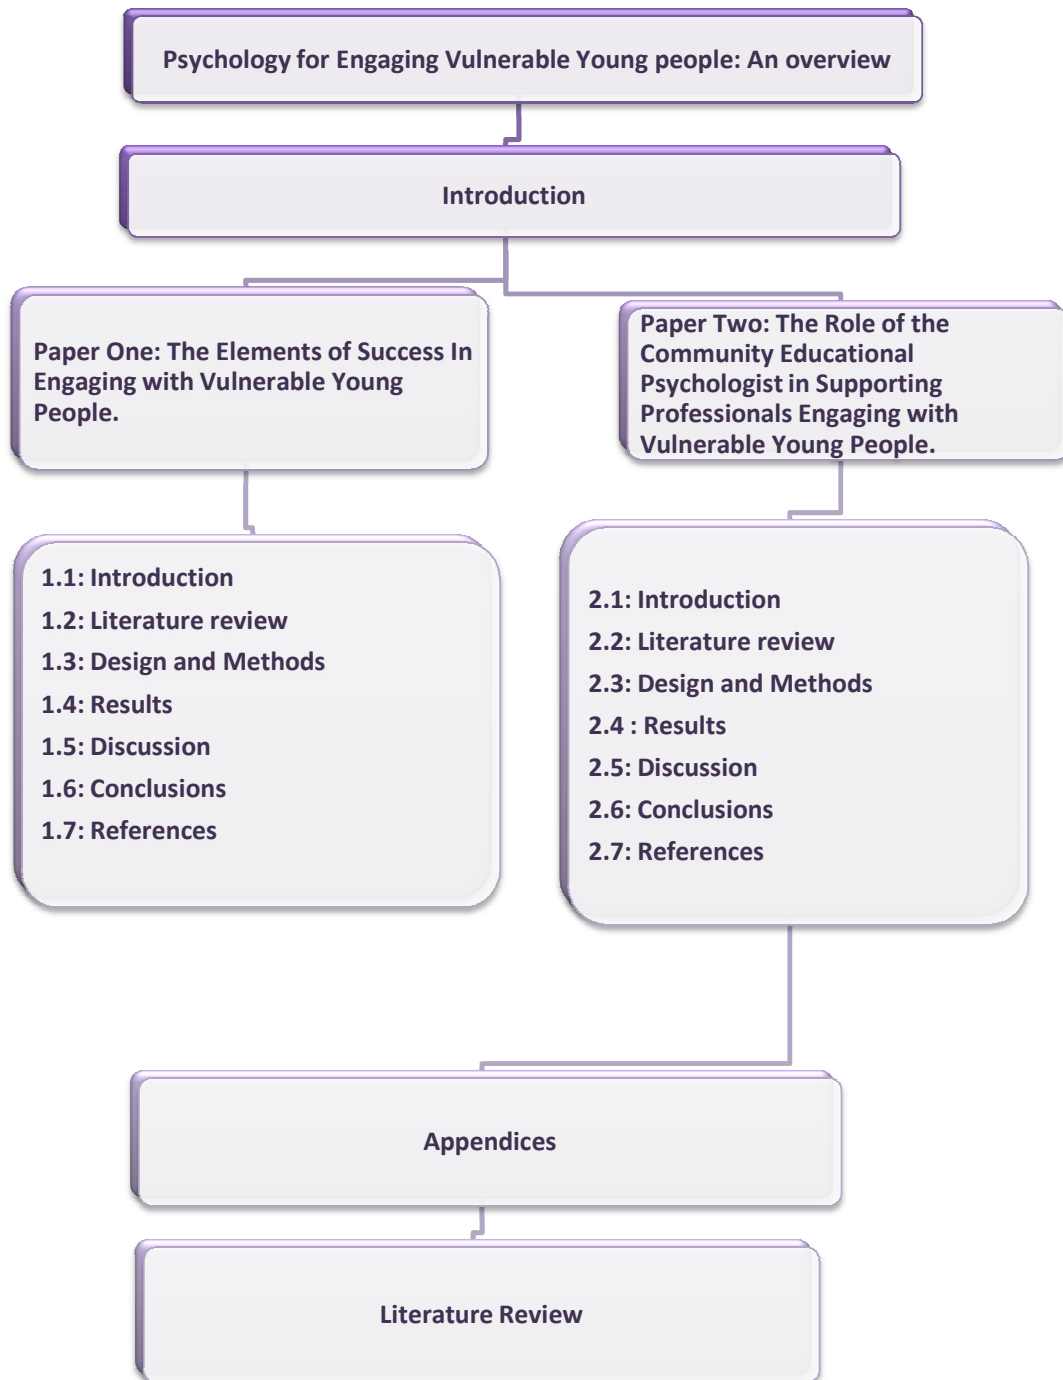 Psychology for Engaging Vulnerable Young people: An overview
Introduction
Paper One: The Elements of Success In
Engaging with Vulnerable Young
People.
Paper Two: The Role of the
Community Educational
Psychologist in Supporting
Professionals Engaging with
Vulnerable Young People.
1.1: Introduction
1.2: Literature review
1.3: Design and Methods
1.4: Results
1.5: Discussion
1.6: Conclusions
1.7: References
2.1: Introduction
2.2: Literature review
2.3: Design and Methods
2.4 : Results
2.5: Discussion
2.6: Conclusions
2.7: References
Appendices
Literature Review